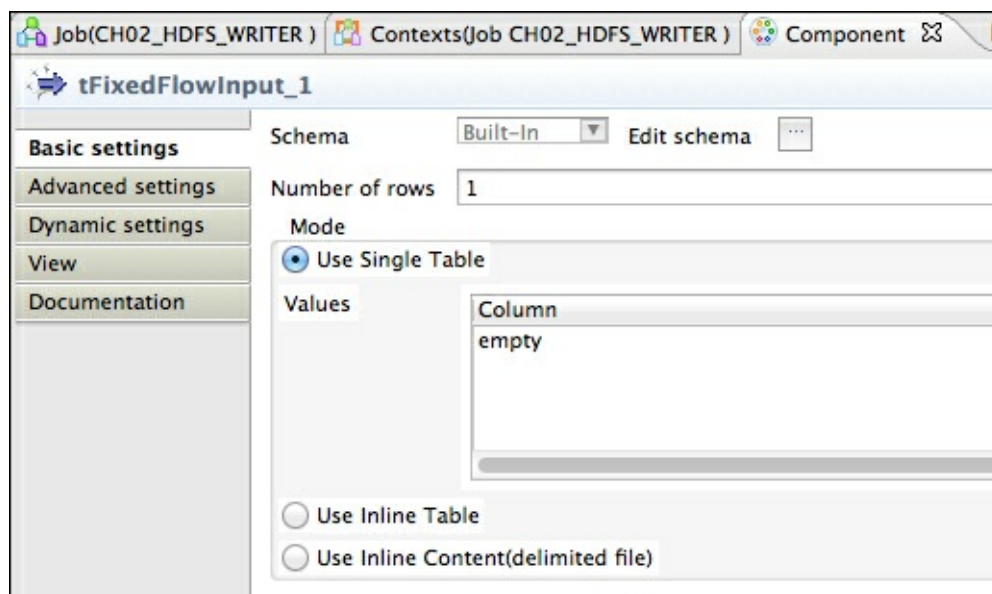 Job(CH02_HDFS_WRITER ) Contexts(Job CH02_HDFS_WRITER ) Component
tFixedFlowInput_1
Basic settings
Advanced settings
Dynamic settings
View
Documentation
Schema Built-In Edit schema ...
Number of rows 1
Mode
Use Single Table
Values
Column
empty
Use Inline Table
Use Inline Content(delimited file)